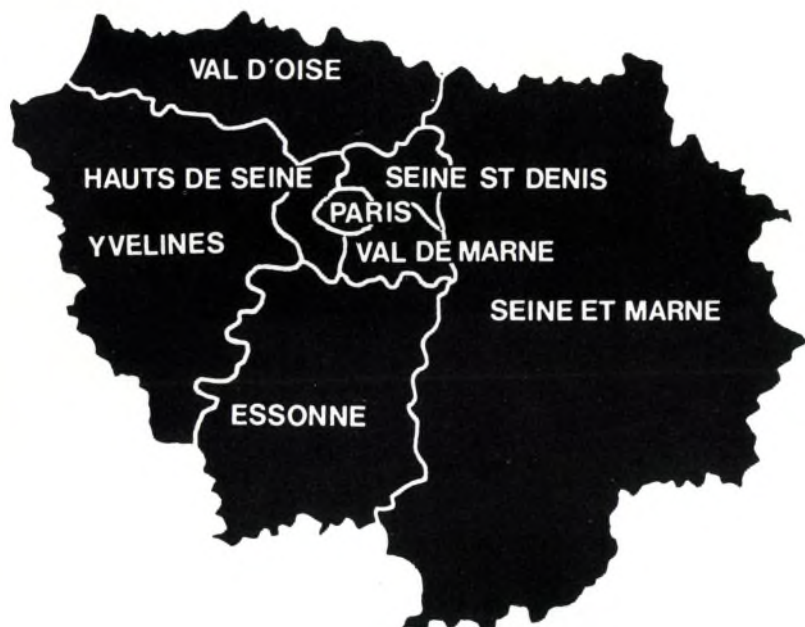 VAL D'OISE
HAUTS DE SEINE
SEINE ST DENIS
PARIS
YVELINES
VAL DE MARNE
SEINE ET MARNE
ESSONNE